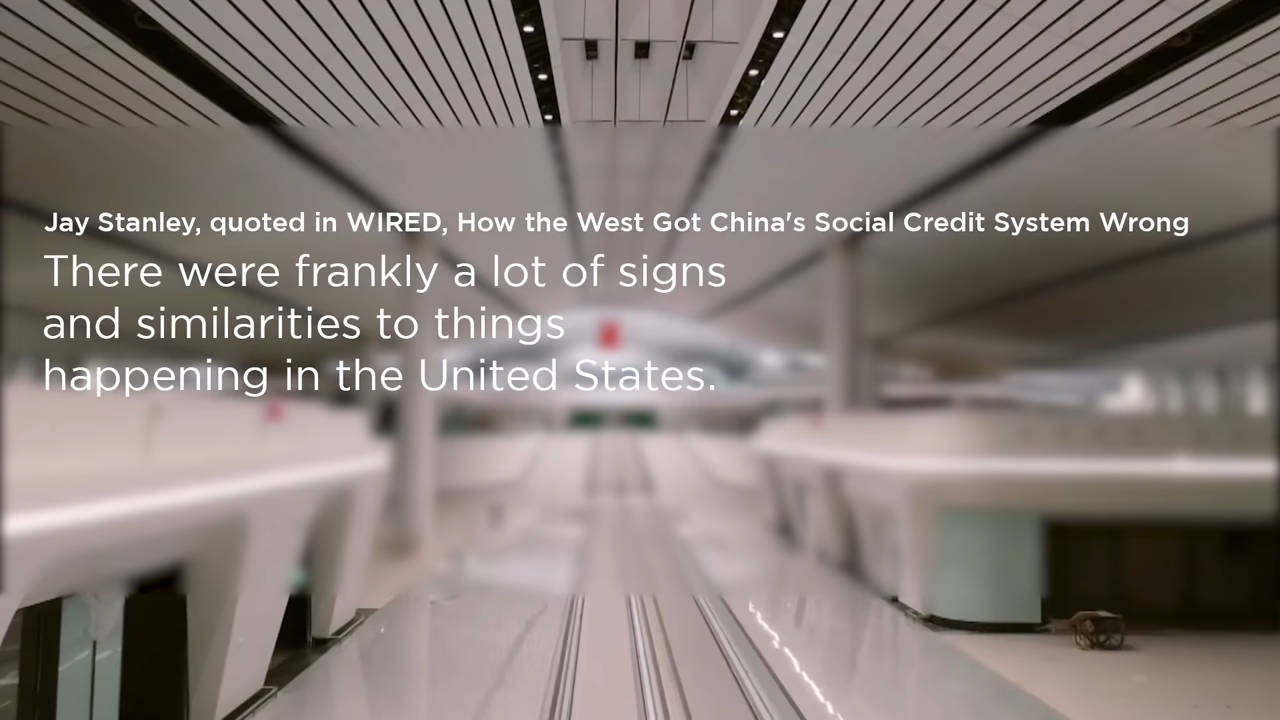 Jay Stanley, quoted in WIRED, How the West Got China's Social Credit System Wrong
There were frankly a lot of signs
and similarities to things
happening in the United States.